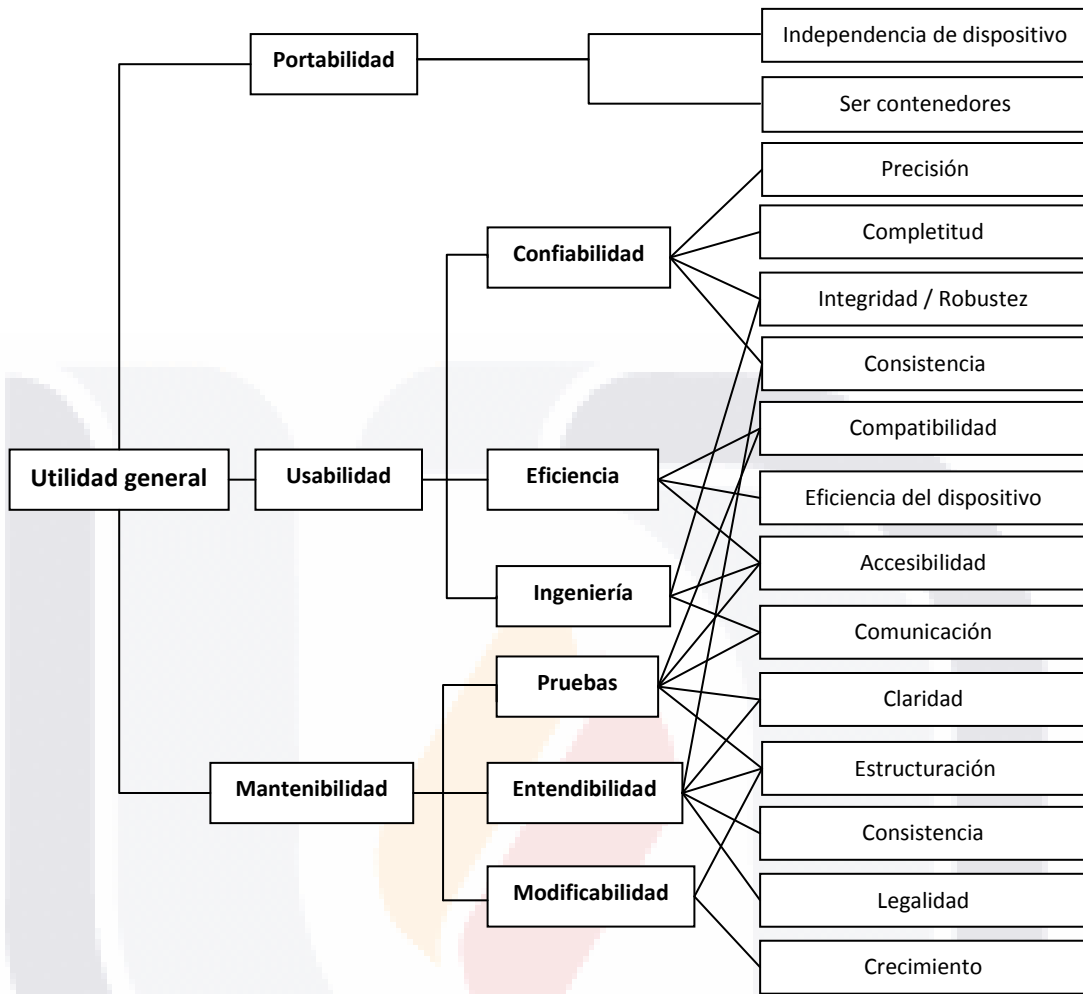 Independencia de dispositivo
Portabilidad
Ser contenedores
Precisión
Completitud
Confiabilidad
Integridad / Robustez
Consistencia
Compatibilidad
Utilidad general
Usabilidad
Eficiencia
Eficiencia del dispositivo
Accesibilidad
Ingeniería
Comunicación
Pruebas
Claridad
Estructuración
Mantenibilidad
Entendibilidad
Consistencia
Modificabilidad
Legalidad
Crecimiento